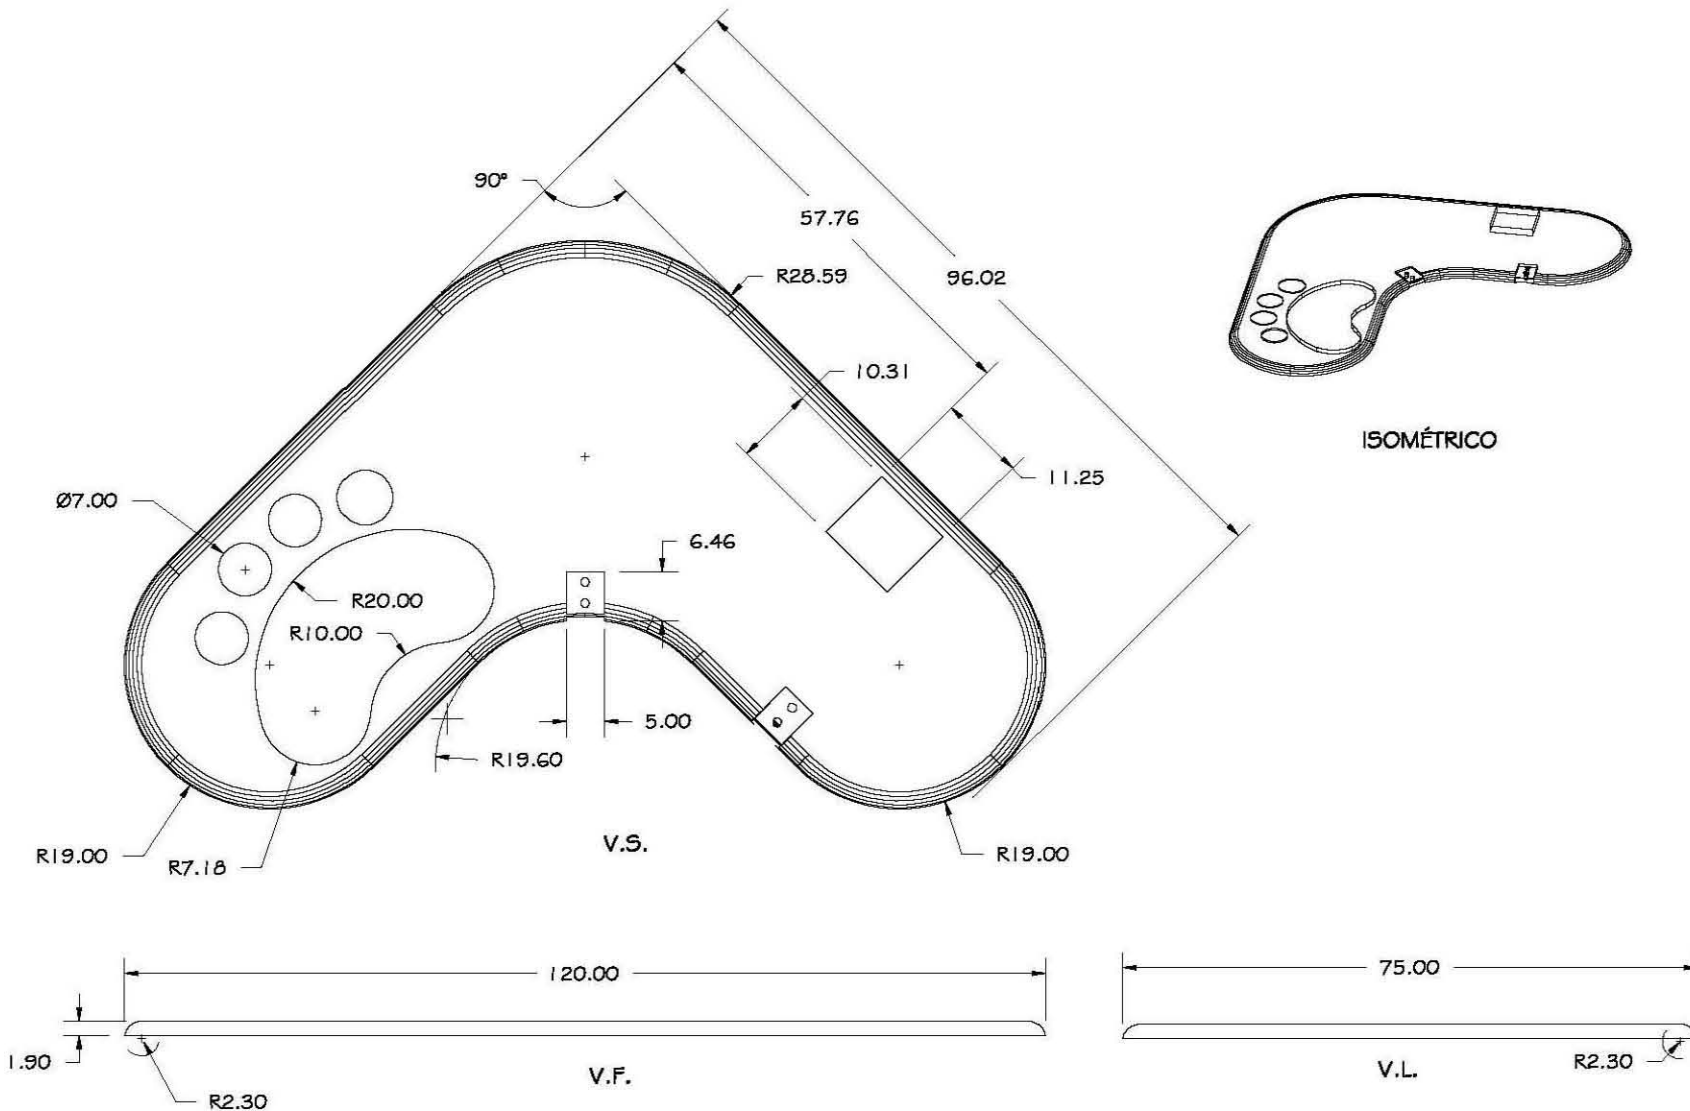 90°
57.76
96.02
R28.59
10.31
ISOMÉTRICO
11.25
Ø7.00
6.46
R20.00
R10.00
5.00
R19.60
V.S.
R19.00
R7.18
R19.00
120.00
75.00
1.90
R2.30
V.F.
V.L.
R2.30